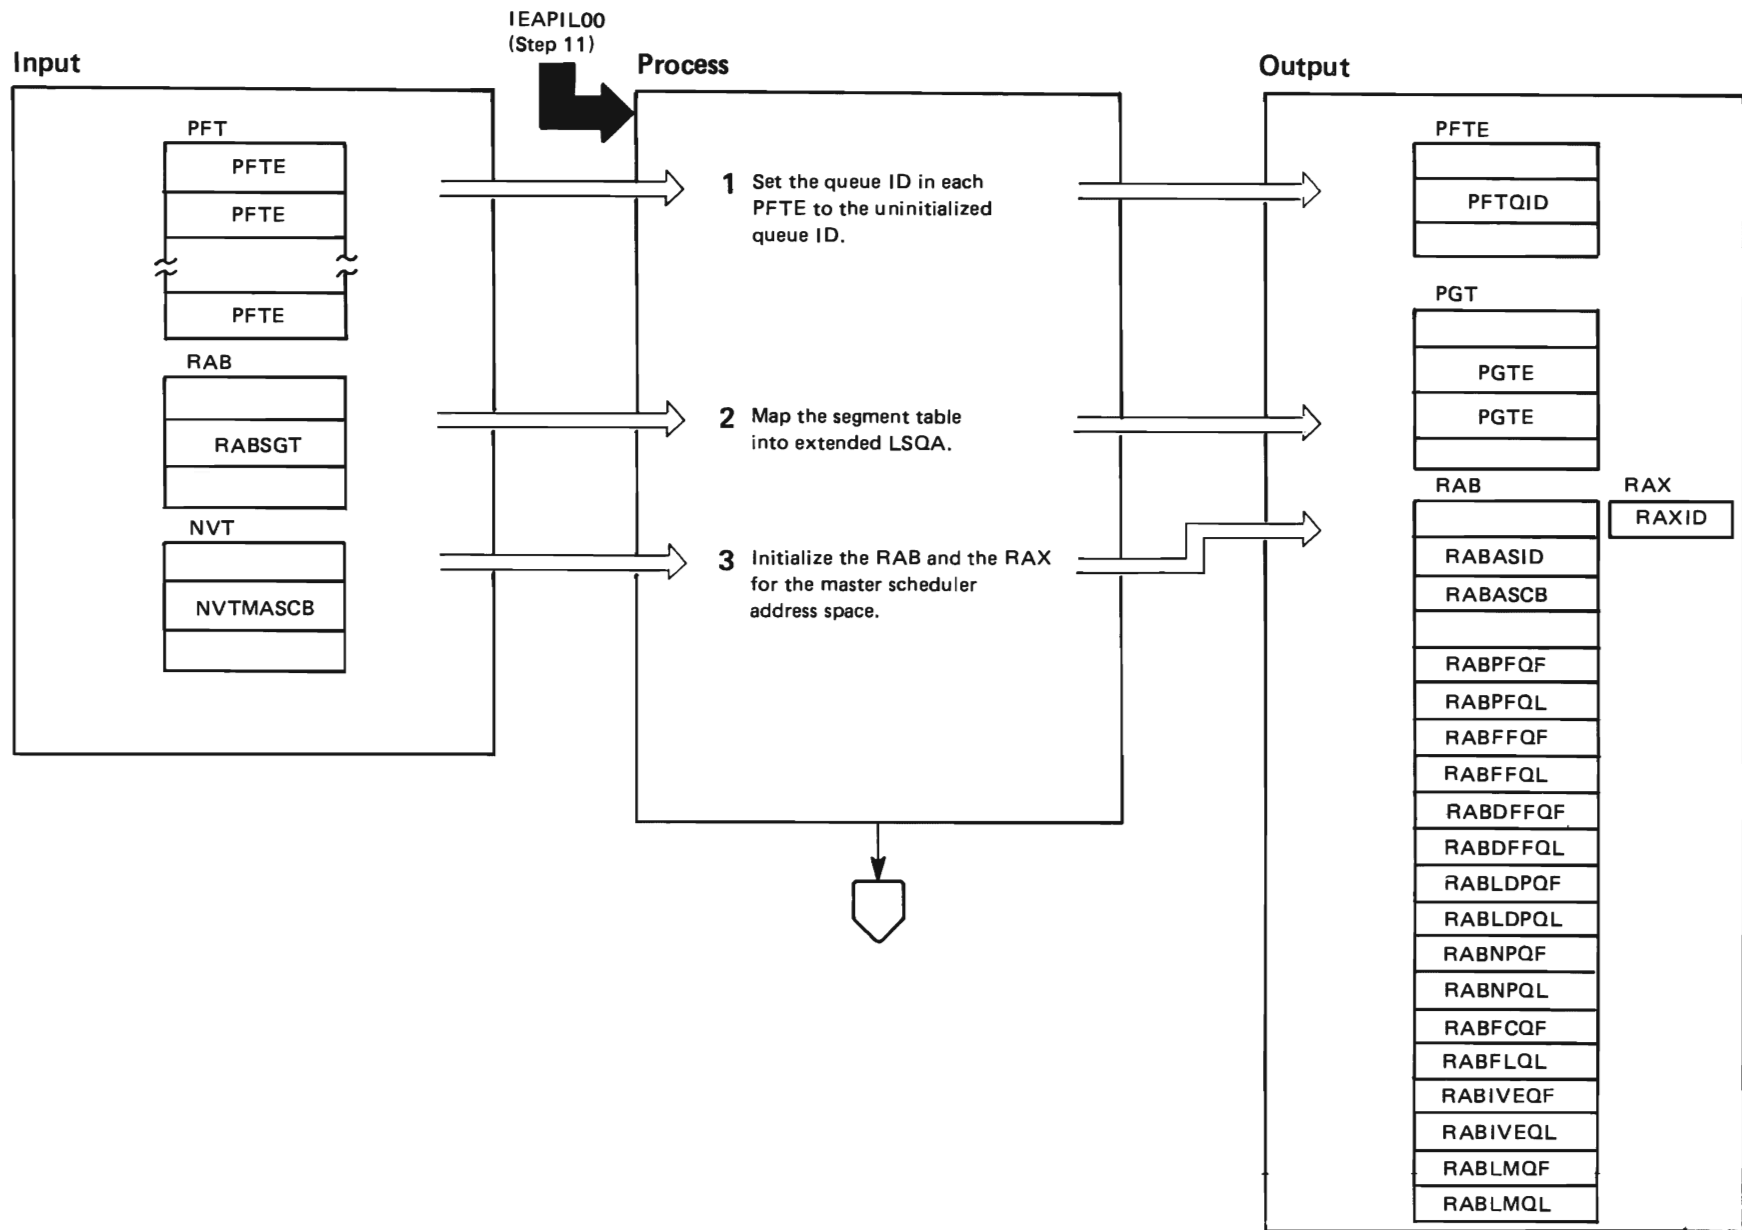 IEAPIL00
(Step 11)
Input
PFT
PFTE
PFTE
PFTE
RAB
RABSGT
NVT
NVTMASCB
Process
1 Set the queue ID in each
PFTE to the uninitialized
queue ID.
2 Map the segment table
into extended LSQA.
3 Initialize the RAB and the RAX
for the master scheduler
address space.
Output
PFTE
PFTQID
PGT
PGTE
PGTE
RAB
RAX
RAXID
RABASID
RABASCB
RABPFQF
RABPFQL
RABFFQF
RABFFQL
RABDFFQF
RABDFFQL
RABLDPQF
RABLDPQL
RABNPQF
RABNPQL
RABFCQF
RABFLQL
RABIVEQF
RABIVEQL
RABLMQF
RABLMQL